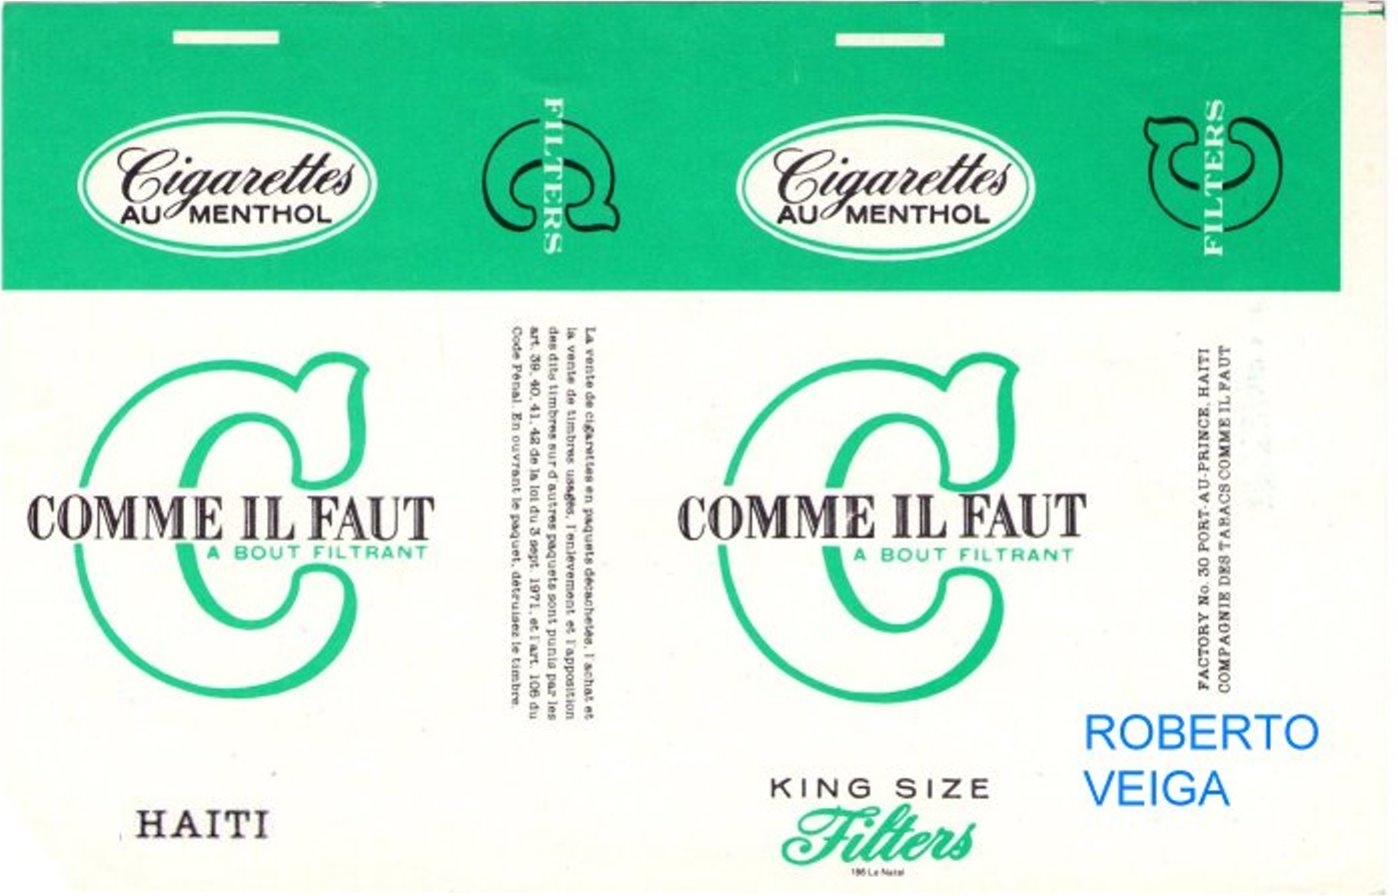 Cigarettes
AU MENTHOL
FILTERS
Cigarettes
AU MENTHOL
FILTERS
COMME IL FAUT
A BOUT FILTRANT
HAITI
La vente de cigarettes en paquets décachetés, l'achat et
la vente de timbres usagés, l'enlèvement et l'apposition
des dits timbres sur d'autres paquets sont punis par les
art. 39, 40, 41, 42 de la loi du 3 sept. 1971, et l'art. 106 du
Code Pénal. En ouvrant le paquet, détruisez le timbre.
COMME IL FAUT
A BOUT FILTRANT
KING SIZE
Filters
186 Le Natal
FACTORY No. 30 PORT-AU-PRINCE, HAITI
COMPAGNIE DES TABACS COMME IL FAUT
ROBERTO
VEIGA